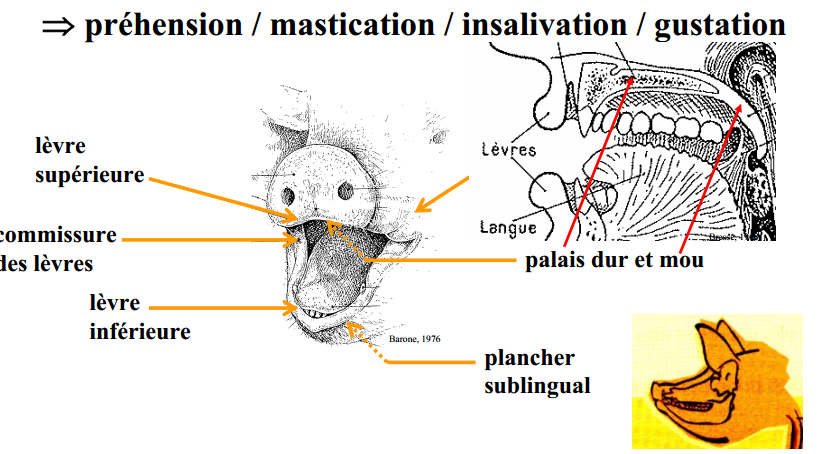 ⇒ préhension / mastication / insalivation / gustation
lèvre
supérieure
Lèvres
Langue
commissure
des lèvres
palais dur et mou
lèvre
inférieure
Barone, 1976
plancher
sublingual